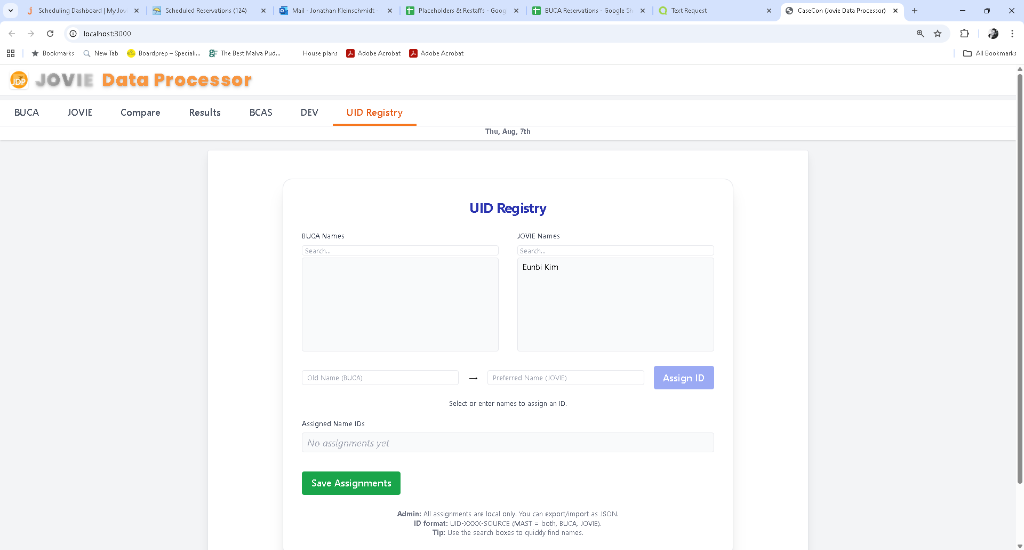 Scheduling Dashboard | My Jov
Scheduled Reservations (124)
Mail - Jonathan Kleinschmidt
Placeholders & Restaffs - Goog
BUCA Reservations - Google Sh
Text Request
CaseCon (Jovie Data Processor)
localhost:3000
Bookmarks
New Tab
Boardprep – Speciali...
The Best Malva Pud...
House plans
Adobe Acrobat
Adobe Acrobat
All Bookmarks
JOVIE Data Processor
BUCA
JOVIE
Compare
Results
BCAS
DEV
UID Registry
Thu, Aug, 7th
UID Registry
BUCA Names
JOVIE Names
Search...
Search...
Eunbi Kim
Old Name (BUCA)
→
Preferred Name (JOVIE)
Assign ID
Select or enter names to assign an ID.
Assigned Name IDs
No assignments yet
Save Assignments
Admin: All assignments are local only. You can export/import as JSON.
ID format: UID-XXXX-SOURCE (MAST = both, BUCA, JOVIE).
Tip: Use the search boxes to quickly find names.